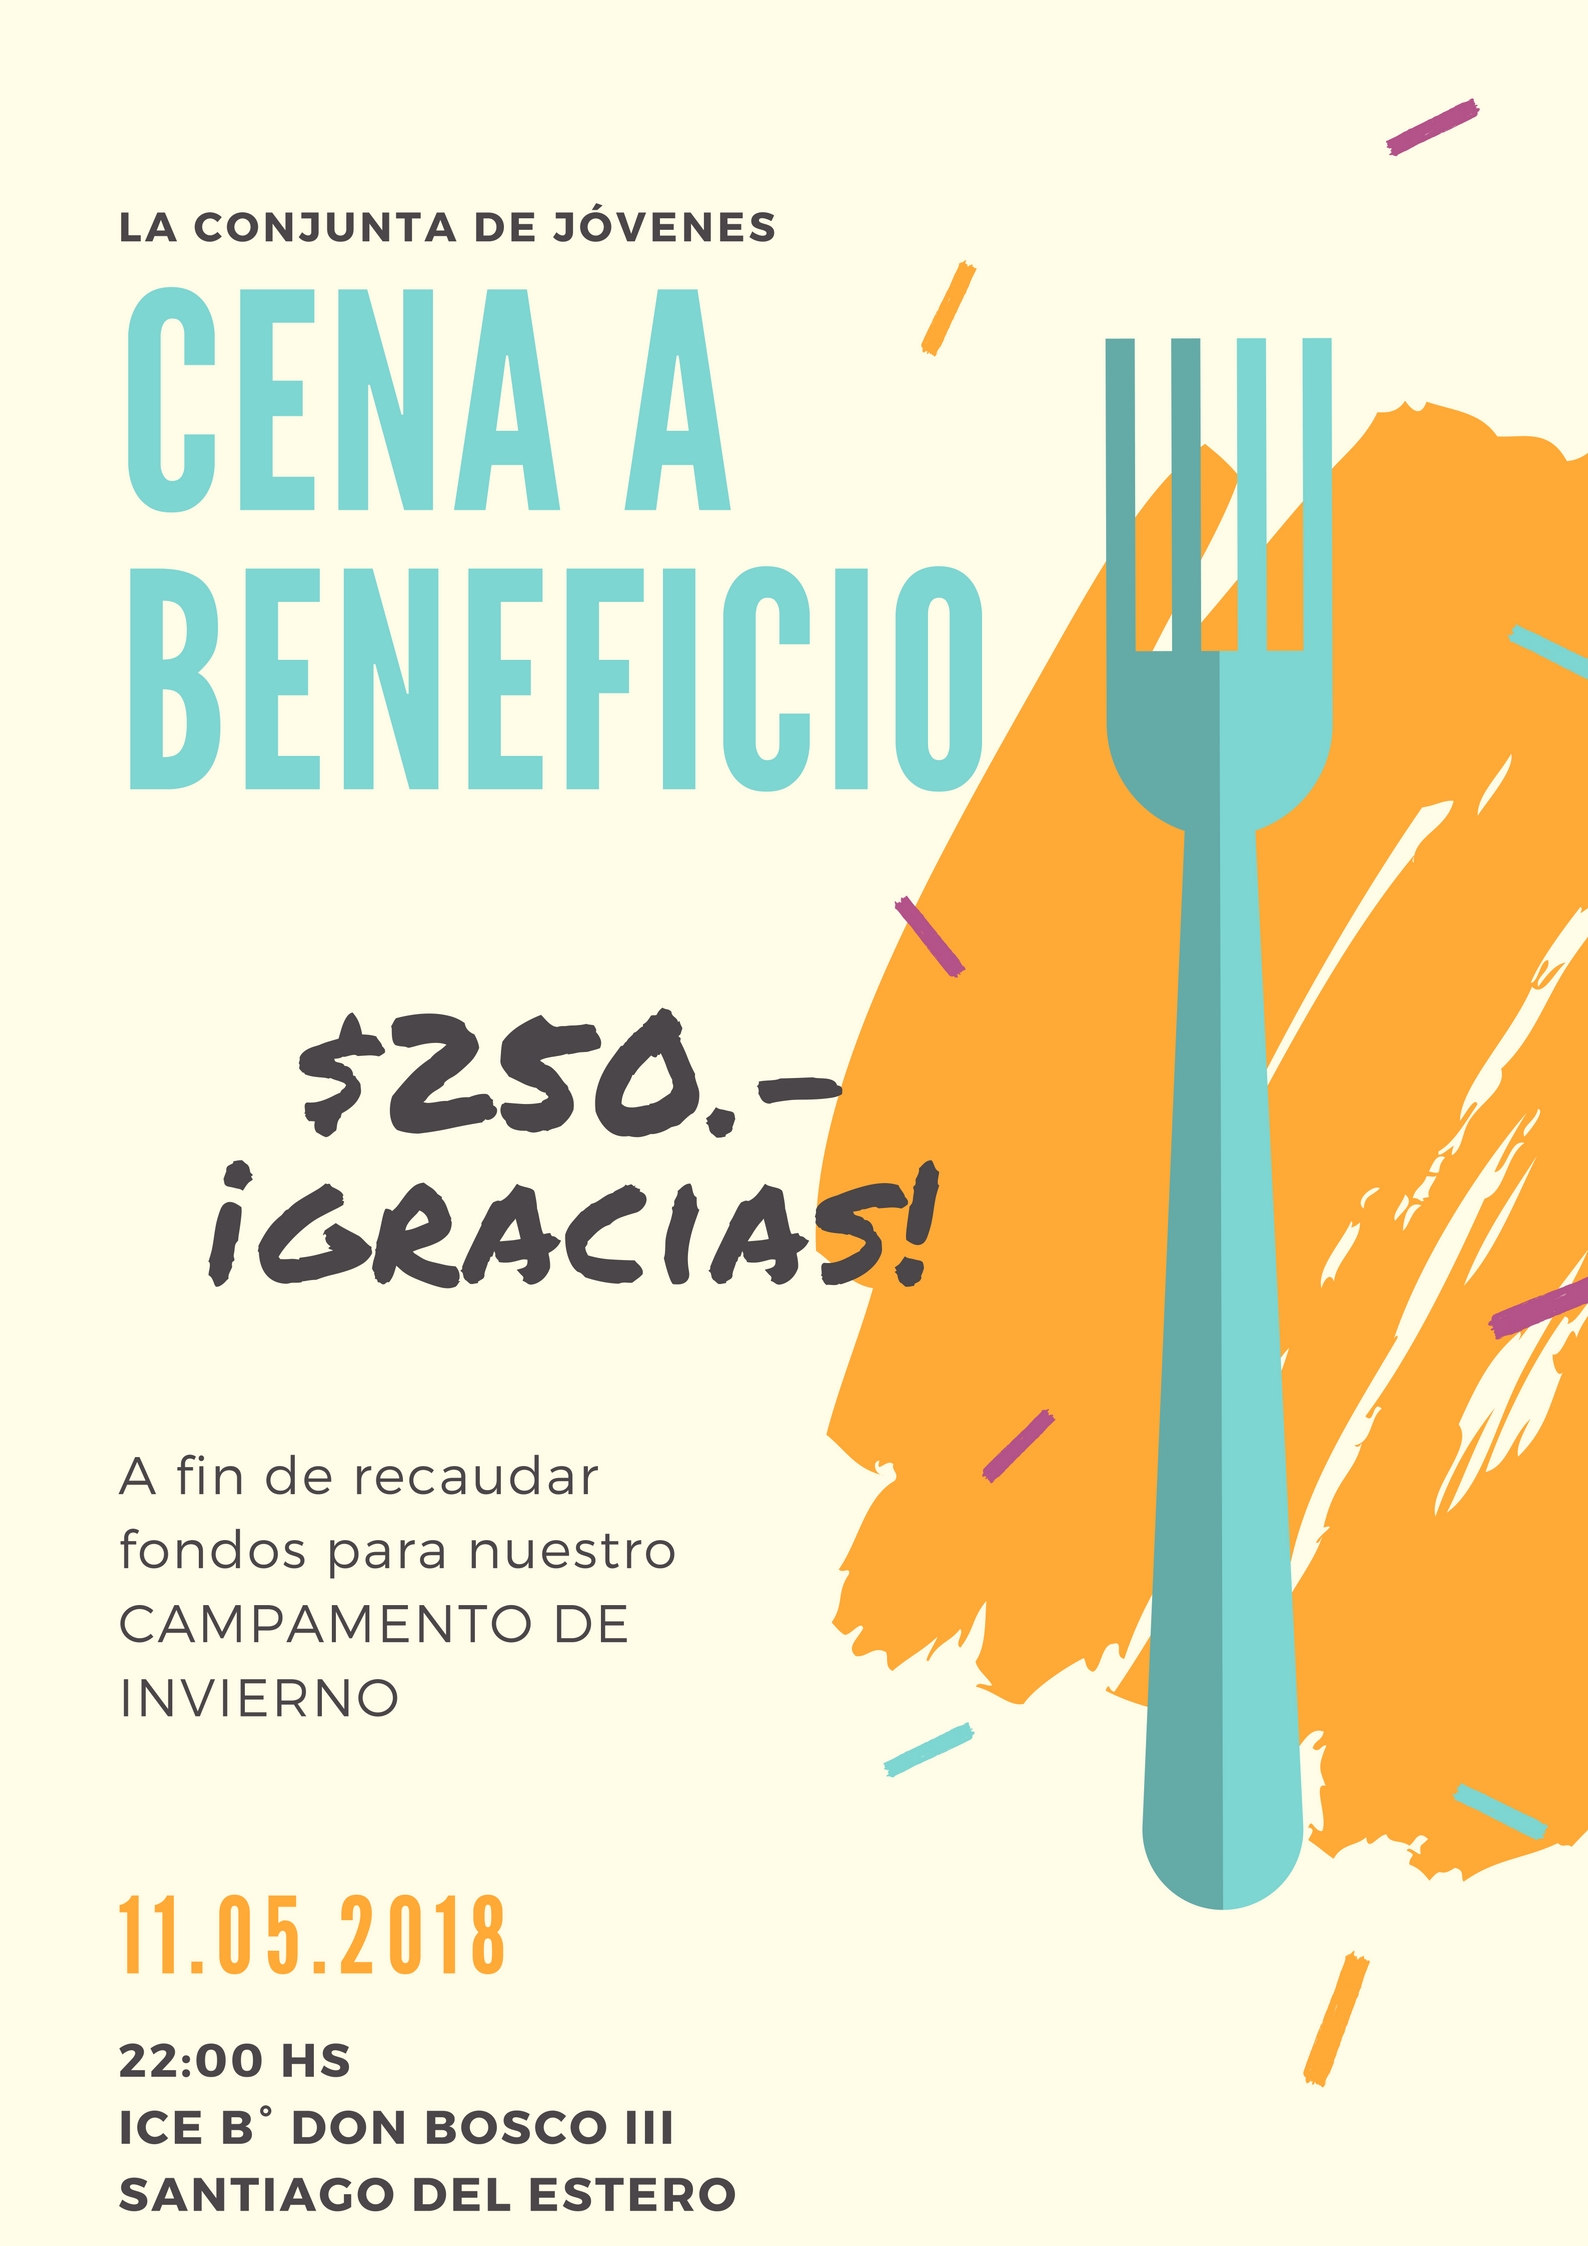 LA CONJUNTA DE JÓVENES
CENA A
BENEFICIO
$250.-
¡GRACIAS!
A fin de recaudar
fondos para nuestro
CAMPAMENTO DE
INVIERNO
11.05.2018
22:00 HS
ICE B° DON BOSCO III
SANTIAGO DEL ESTERO